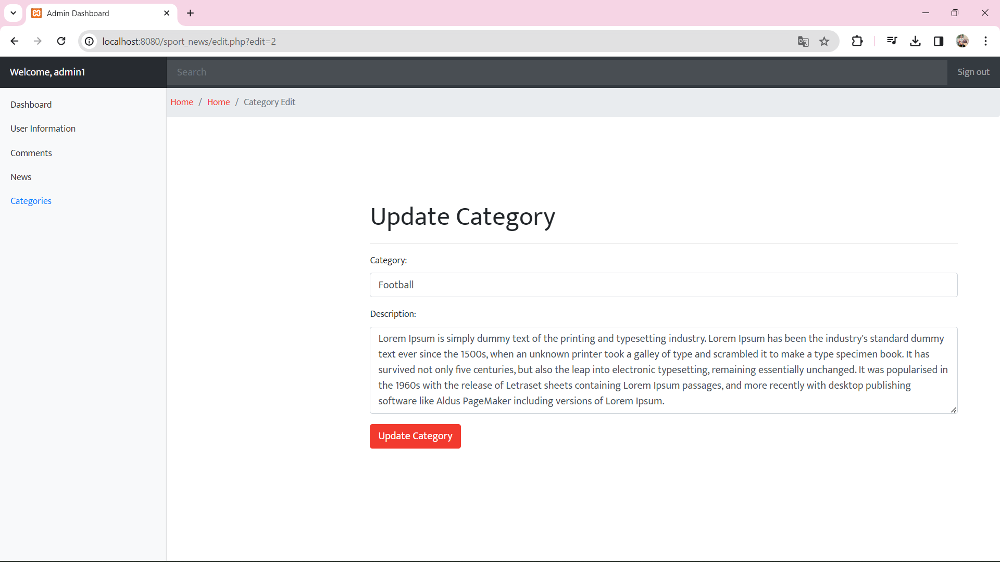 Admin Dashboard
localhost:8080/sport_news/edit.php?edit=2
Welcome, admin1
Search
Sign out
Home / Home / Category Edit
Dashboard
User Information
Comments
News
Categories
Update Category
Category:
Football
Description:
Lorem Ipsum is simply dummy text of the printing and typesetting industry. Lorem Ipsum has been the industry's standard dummy
text ever since the 1500s, when an unknown printer took a galley of type and scrambled it to make a type specimen book. It has
survived not only five centuries, but also the leap into electronic typesetting, remaining essentially unchanged. It was popularised in
the 1960s with the release of Letraset sheets containing Lorem Ipsum passages, and more recently with desktop publishing
software like Aldus PageMaker including versions of Lorem Ipsum.
Update Category